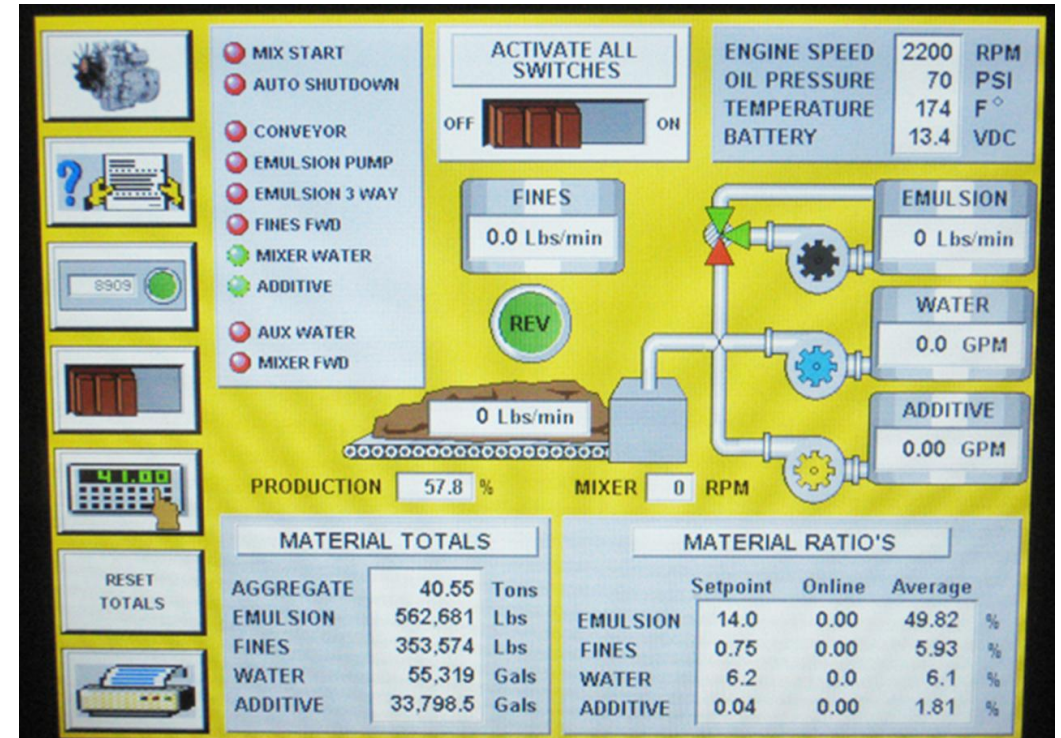 MIX START
AUTO SHUTDOWN
CONVEYOR
EMULSION PUMP
EMULSION 3 WAY
FINES FWD
MIXER WATER
ADDITIVE
AUX WATER
MIXER FWD
ACTIVATE ALL
SWITCHES
OFF ON
ENGINE SPEED 2200 RPM
OIL PRESSURE 70 PSI
TEMPERATURE 174 F°
BATTERY 13.4 VDC
?
8909
41.00
RESET
TOTALS
FINES
0.0 Lbs/min
REV
EMULSION
0 Lbs/min
WATER
0.0 GPM
ADDITIVE
0.00 GPM
0 Lbs/min
PRODUCTION 57.8 %
MIXER 0 RPM
MATERIAL TOTALS
AGGREGATE 40.55 Tons
EMULSION 562,681 Lbs
FINES 353,574 Lbs
WATER 55,319 Gals
ADDITIVE 33,798.5 Gals
MATERIAL RATIO'S
Setpoint Online Average
EMULSION 14.0 0.00 49.82 %
FINES 0.75 0.00 5.93 %
WATER 6.2 0.0 6.1 %
ADDITIVE 0.04 0.00 1.81 %